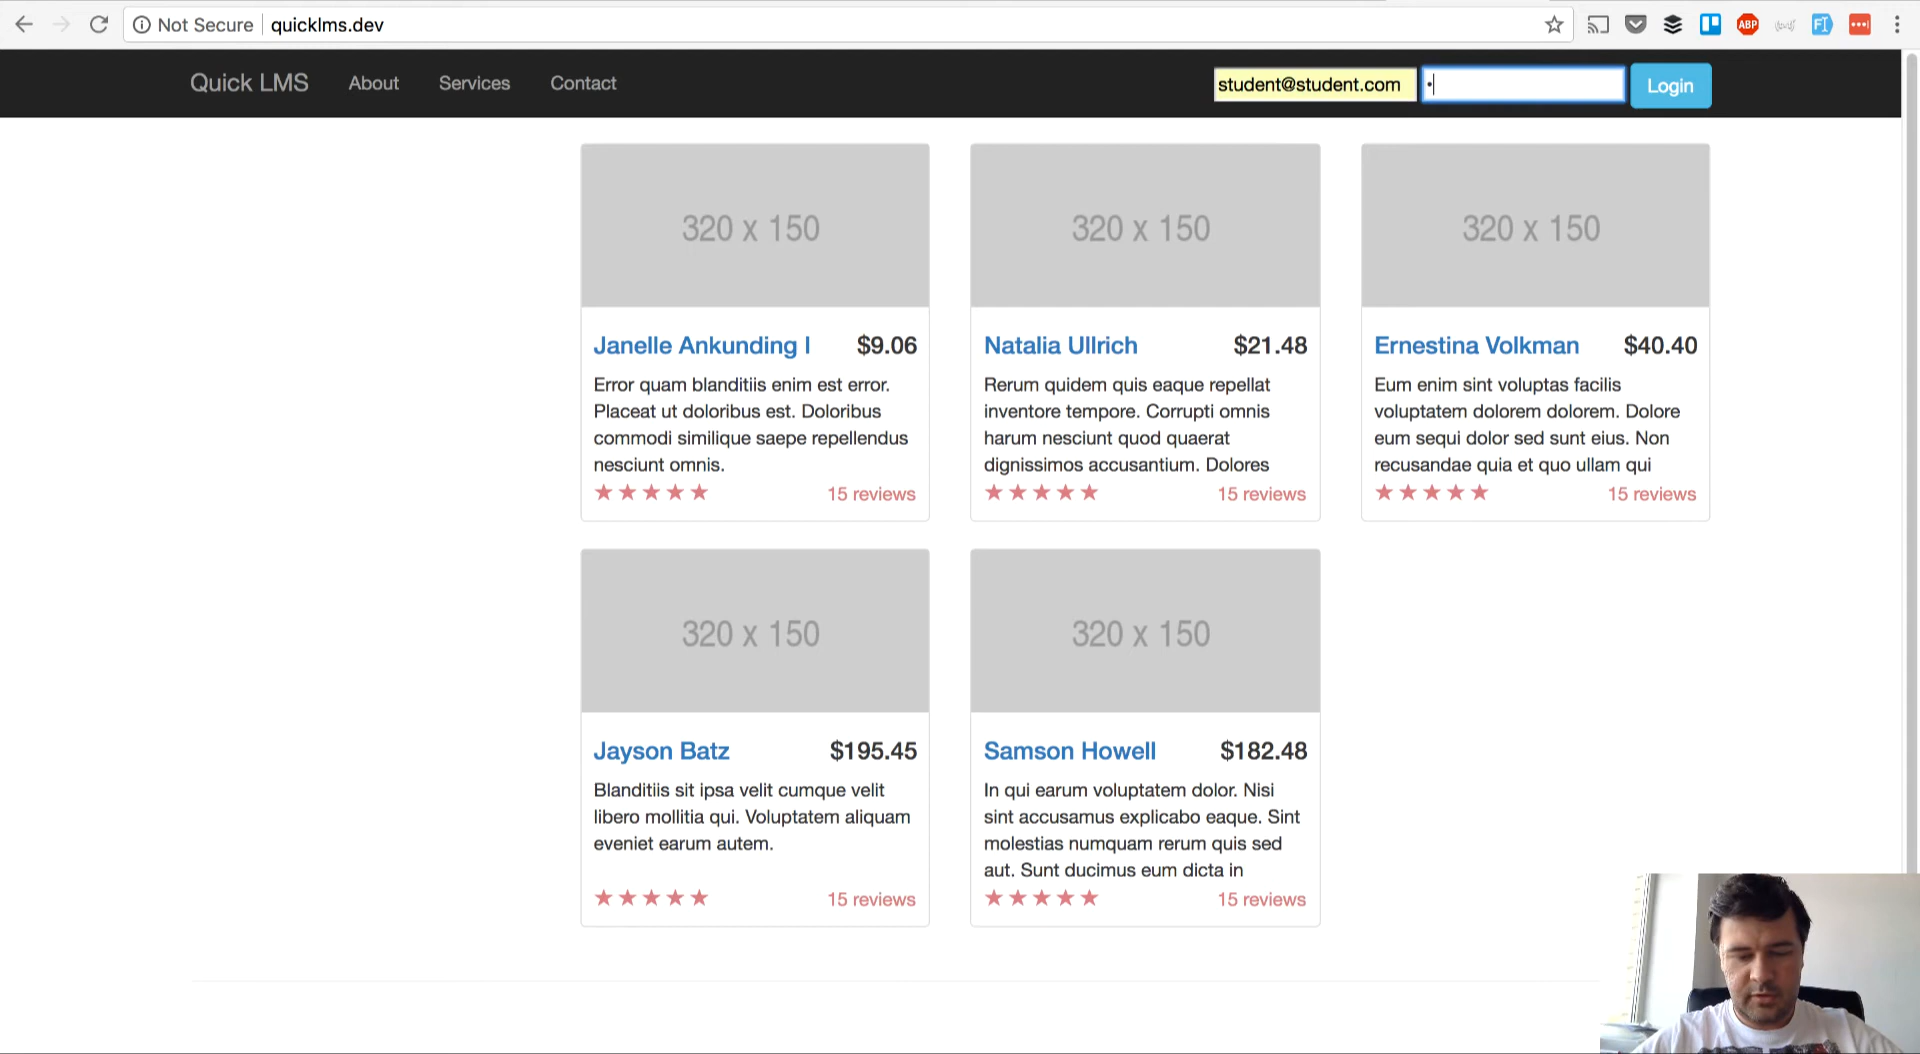 Not Secure quicklms.dev
ABP
Quick LMS About Services Contact student@student.com Login
320 x 150 320 x 150 320 x 150
Janelle Ankunding I $9.06
Error quam blanditiis enim est error.
Placeat ut doloribus est. Doloribus
commodi similique saepe repellendus
nesciunt omnis.
★★★★★ 15 reviews
Natalia Ullrich $21.48
Rerum quidem quis eaque repellat
inventore tempore. Corrupti omnis
harum nesciunt quod quaerat
dignissimos accusantium. Dolores
★★★★★ 15 reviews
Ernestina Volkman $40.40
Eum enim sint voluptas facilis
voluptatem dolorem dolorem. Dolore
eum sequi dolor sed sunt eius. Non
recusandae quia et quo ullam qui
★★★★★ 15 reviews
320 x 150 320 x 150
Jayson Batz $195.45
Blanditiis sit ipsa velit cumque velit
libero mollitia qui. Voluptatem aliquam
eveniet earum autem.
★★★★★ 15 reviews
Samson Howell $182.48
In qui earum voluptatem dolor. Nisi
sint accusamus explicabo eaque. Sint
molestias numquam rerum quis sed
aut. Sunt ducimus eum dicta in
★★★★★ 15 reviews